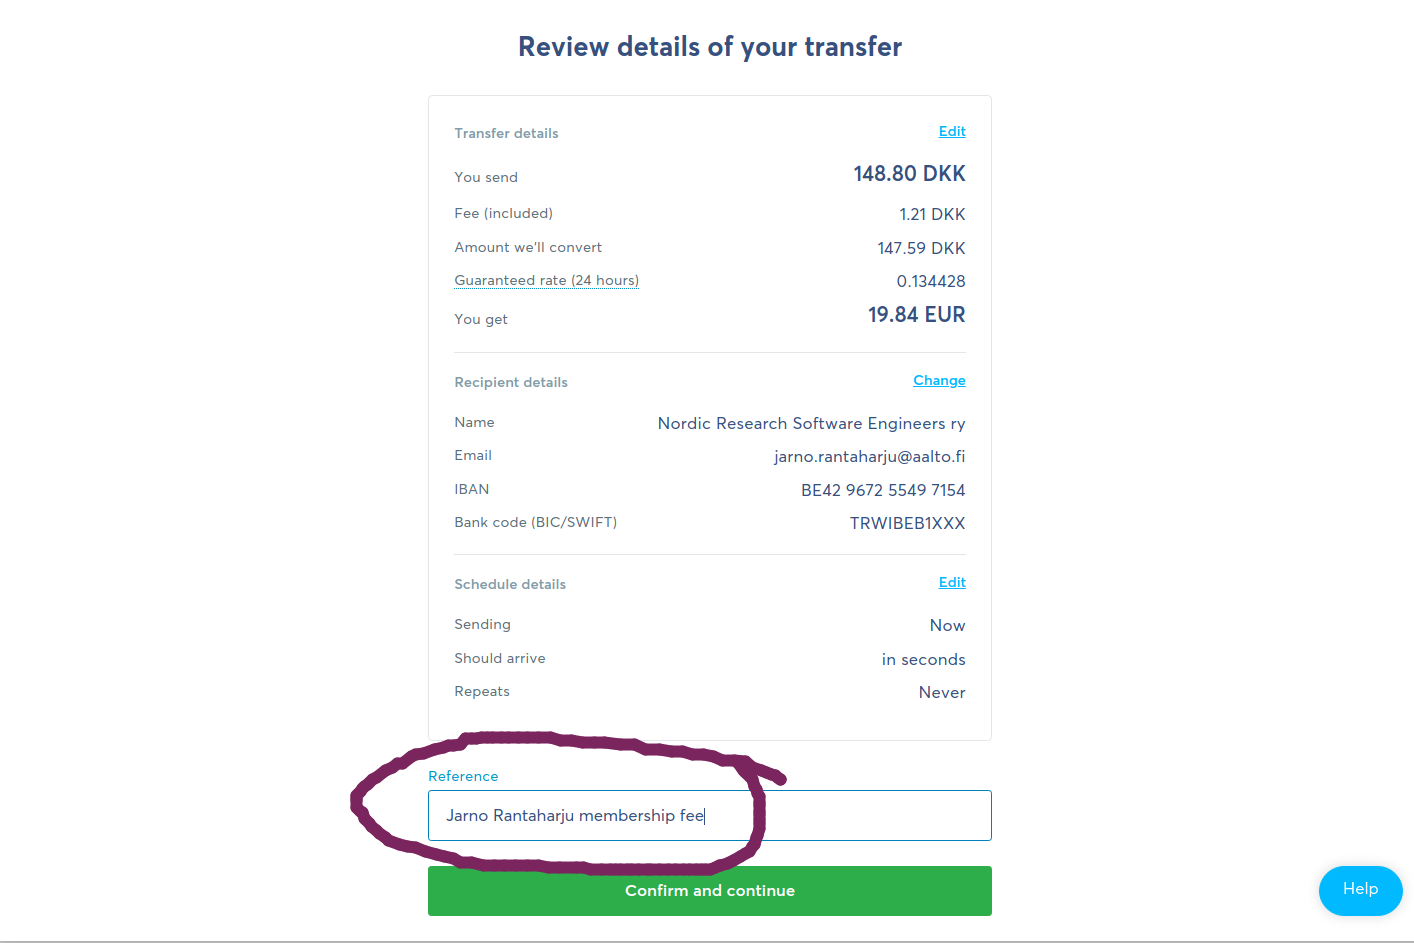 Review details of your transfer
Transfer details Edit
You send 148.80 DKK
Fee (included) 1.21 DKK
Amount we'll convert 147.59 DKK
Guaranteed rate (24 hours) 0.134428
You get 19.84 EUR
Recipient details Change
Name Nordic Research Software Engineers ry
Email jarno.rantaharju@aalto.fi
IBAN BE42 9672 5549 7154
Bank code (BIC/SWIFT) TRWIBEB1XXX
Schedule details Edit
Sending Now
Should arrive in seconds
Repeats Never
Reference
Jarno Rantaharju membership fee
Confirm and continue
Help